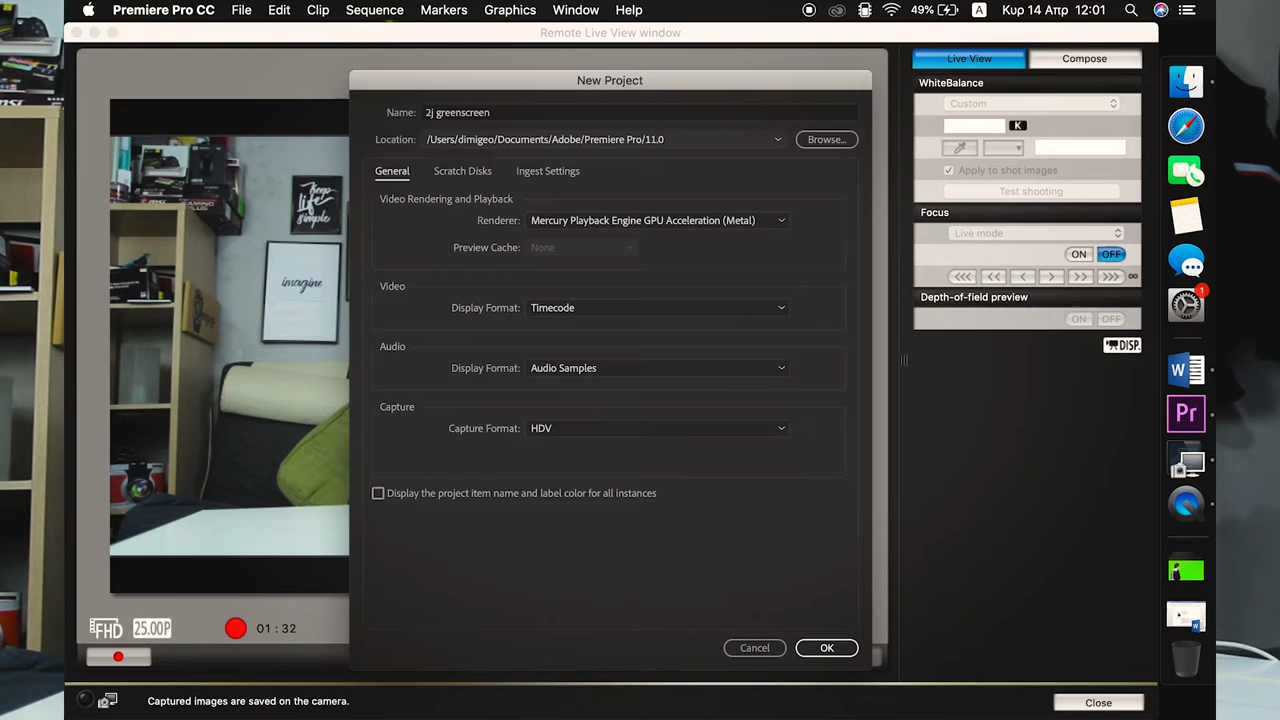 Premiere Pro CC File Edit Clip Sequence Markers Graphics Window Help 49% A Κυρ 14 Απρ 12:01
Remote Live View window
New Project
Name: 2j greenscreen
Location: /Users/dimigeo/Documents/Adobe/Premiere Pro/11.0 Browse...
General Scratch Disks Ingest Settings
Video Rendering and Playback
Renderer: Mercury Playback Engine GPU Acceleration (Metal)
Preview Cache: None
Video
Display Format: Timecode
Audio
Display Format: Audio Samples
Capture
Capture Format: HDV
Display the project item name and label color for all instances
Cancel OK
Live View Compose
WhiteBalance
Custom
K
Apply to shot images
Test shooting
Focus
Live mode
ON OFF
<<< << < > >> >>> ∞
Depth-of-field preview
ON OFF
DISP.
keep
Life
simple
imagine
FHD 25.00P 01 : 32
Captured images are saved on the camera.
Close
1
W
Pr